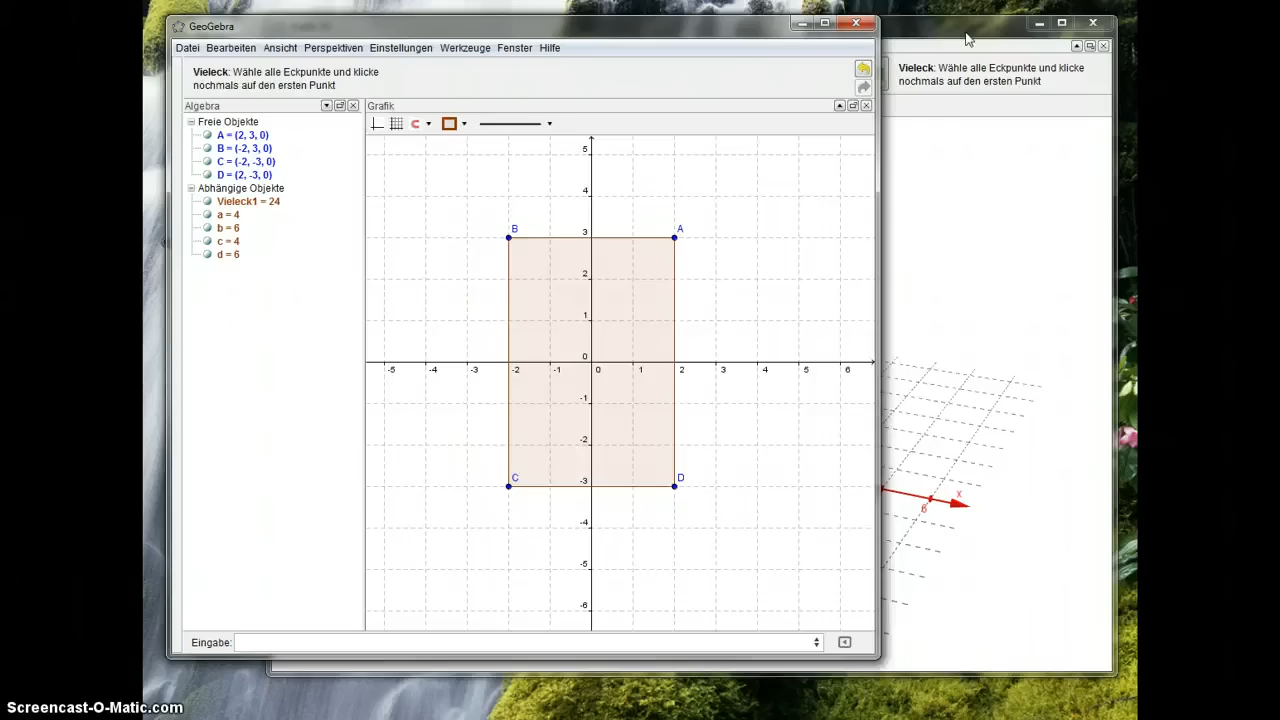 GeoGebra
Datei Bearbeiten Ansicht Perspektiven Einstellungen Werkzeuge Fenster Hilfe
Vieleck: Wähle alle Eckpunkte und klicke
nochmals auf den ersten Punkt
Vieleck: Wähle alle Eckpunkte und klicke
nochmals auf den ersten Punkt
Algebra
Grafik
Freie Objekte
A = (2, 3, 0)
B = (-2, 3, 0)
C = (-2, -3, 0)
D = (2, -3, 0)
Abhängige Objekte
Vieleck1 = 24
a = 4
b = 6
c = 4
d = 6
5
4
B
A
3
2
1
0
-5 -4 -3 -2 -1 0 1 2 3 4 5 6
-1
-2
C
D
-3
-4
-5
-6
x
6
Eingabe:
Screencast-O-Matic.com